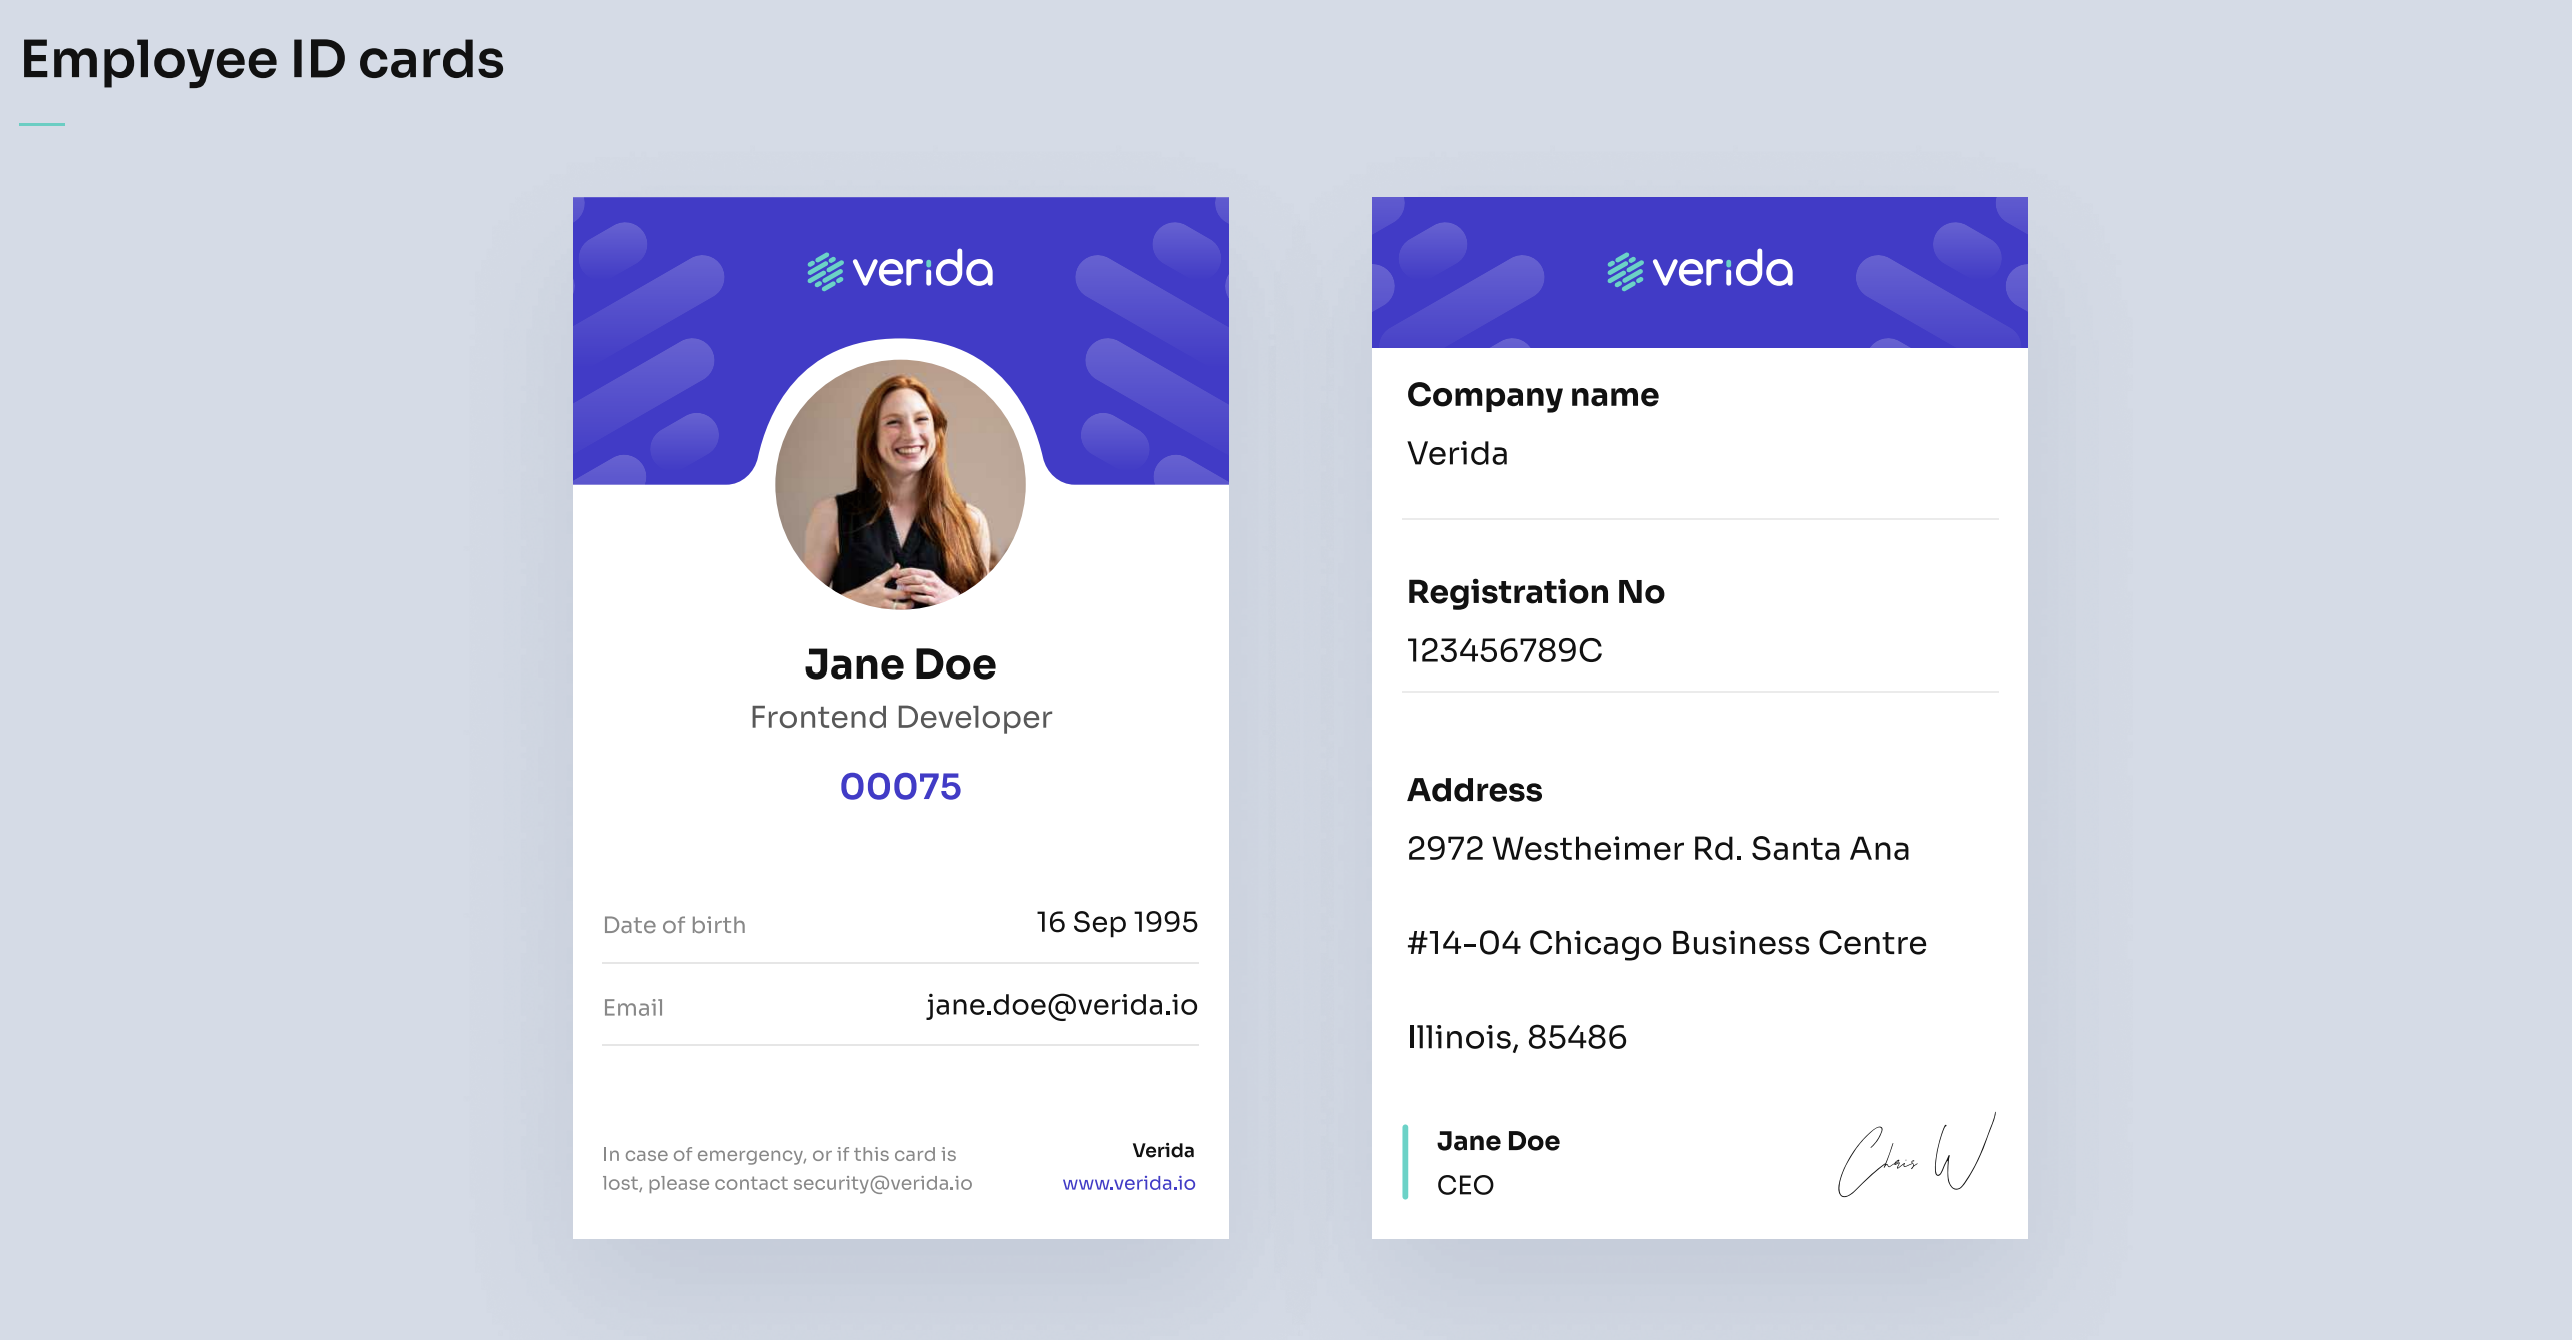 Employee ID cards
verida
Jane Doe
Frontend Developer
00075
Date of birth
16 Sep 1995
Email
jane.doe@verida.io
In case of emergency, or if this card is
lost, please contact security@verida.io
Verida
www.verida.io
verida
Company name
Verida
Registration No
123456789C
Address
2972 Westheimer Rd. Santa Ana
#14-04 Chicago Business Centre
Illinois, 85486
Jane Doe
CEO
Chris W